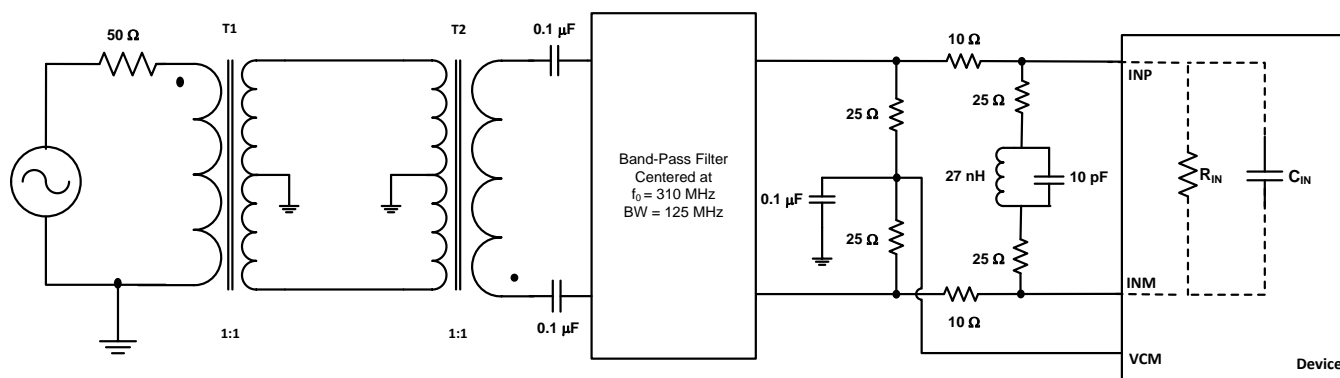 50 Ω
T1
T2
0.1 µF
10 Ω
INP
25 Ω
25 Ω
Band-Pass Filter
Centered at
f0 = 310 MHz
BW = 125 MHz
27 nH
10 pF
RIN
CIN
0.1 µF
25 Ω
25 Ω
INM
0.1 µF
10 Ω
1:1
1:1
VCM
Device